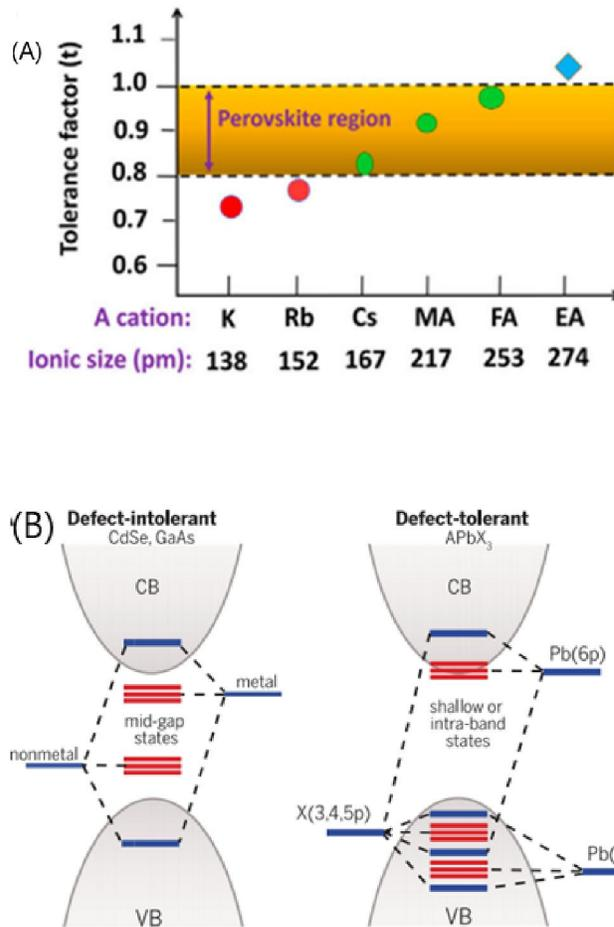 (A)
Tolerance factor (t)
1.1
1.0
0.9
0.8
0.7
0.6
Perovskite region
A cation: K Rb Cs MA FA EA
Ionic size (pm): 138 152 167 217 253 274
(B)
Defect-intolerant
CdSe, GaAs
CB
metal
mid-gap
states
nonmetal
VB
Defect-tolerant
APbX3
CB
Pb(6p)
shallow or
intra-band
states
X(3,4,5p)
Pb(
VB